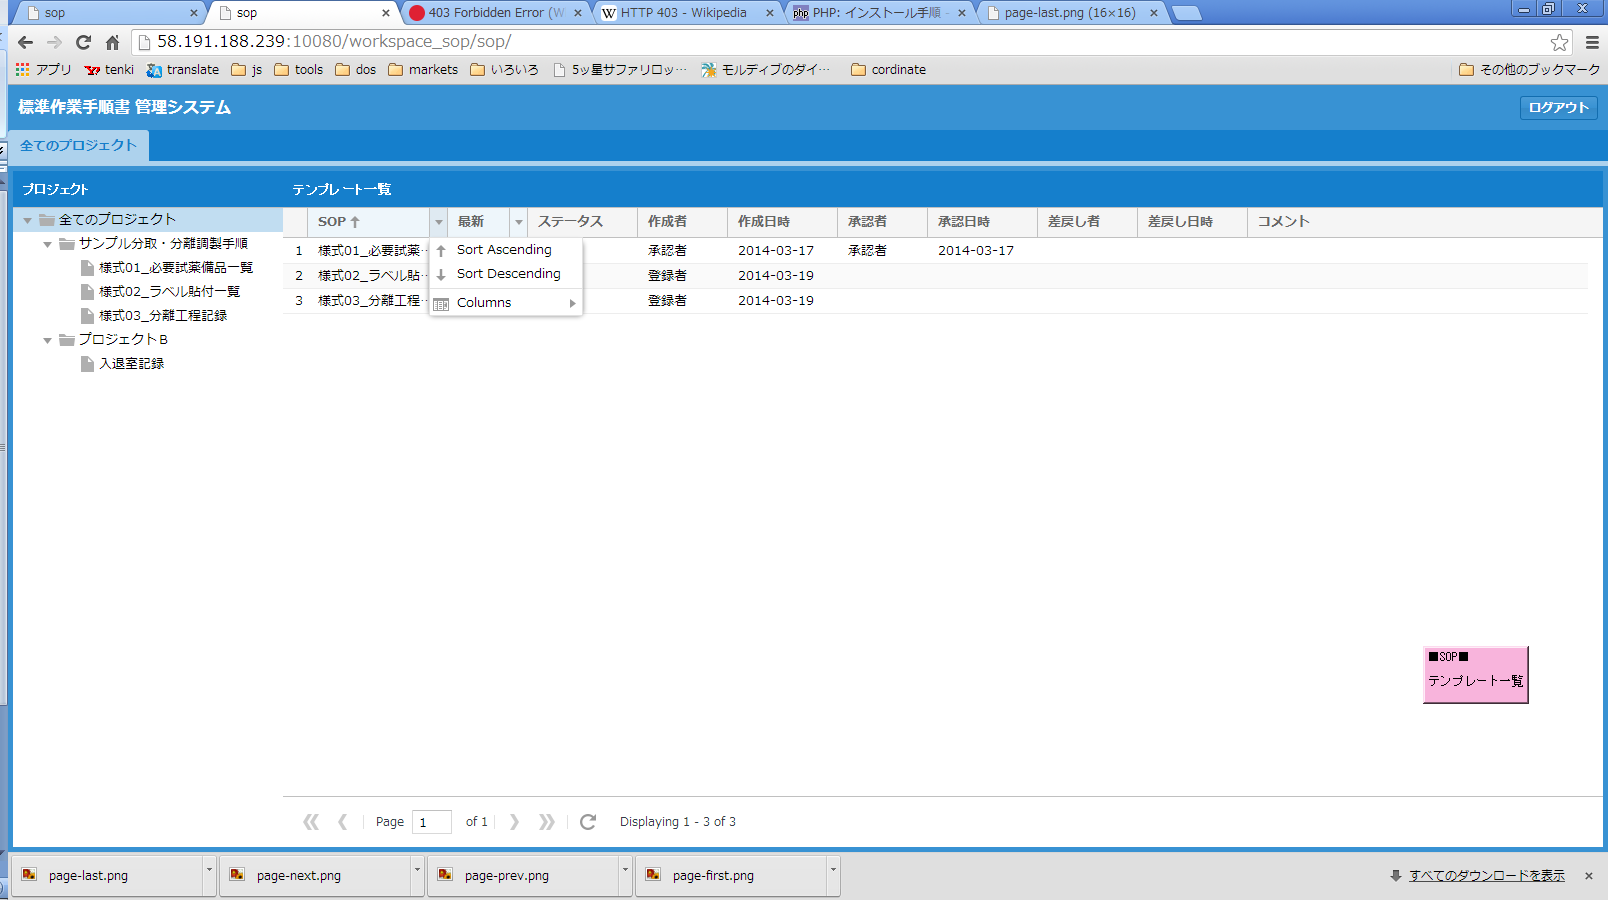 sop
sop
403 Forbidden Error (W
HTTP 403 - Wikipedia
PHP: インストール手順 -
page-last.png (16×16)
58.191.188.239:10080/workspace_sop/sop/
アプリ tenki translate js tools dos markets いろいろ 5ッ星サファリロッ… モルディブのダイ… cordinate その他のブックマーク
標準作業手順書 管理システム
ログアウト
全てのプロジェクト
プロジェクト
テンプレート一覧
全てのプロジェクト
サンプル分取・分離調製手順
様式01_必要試薬備品一覧
様式02_ラベル貼付一覧
様式03_分離工程記録
プロジェクトB
入退室記録
SOP 最新 ステータス 作成者 作成日時 承認者 承認日時 差戻し者 差戻し日時 コメント
1 様式01_必要試薬… 承認者 2014-03-17 承認者 2014-03-17
2 様式02_ラベル貼… 登録者 2014-03-19
3 様式03_分離工程… 登録者 2014-03-19
Sort Ascending
Sort Descending
Columns
■SOP■
テンプレート一覧
Page 1 of 1 Displaying 1 - 3 of 3
page-last.png
page-next.png
page-prev.png
page-first.png
すべてのダウンロードを表示